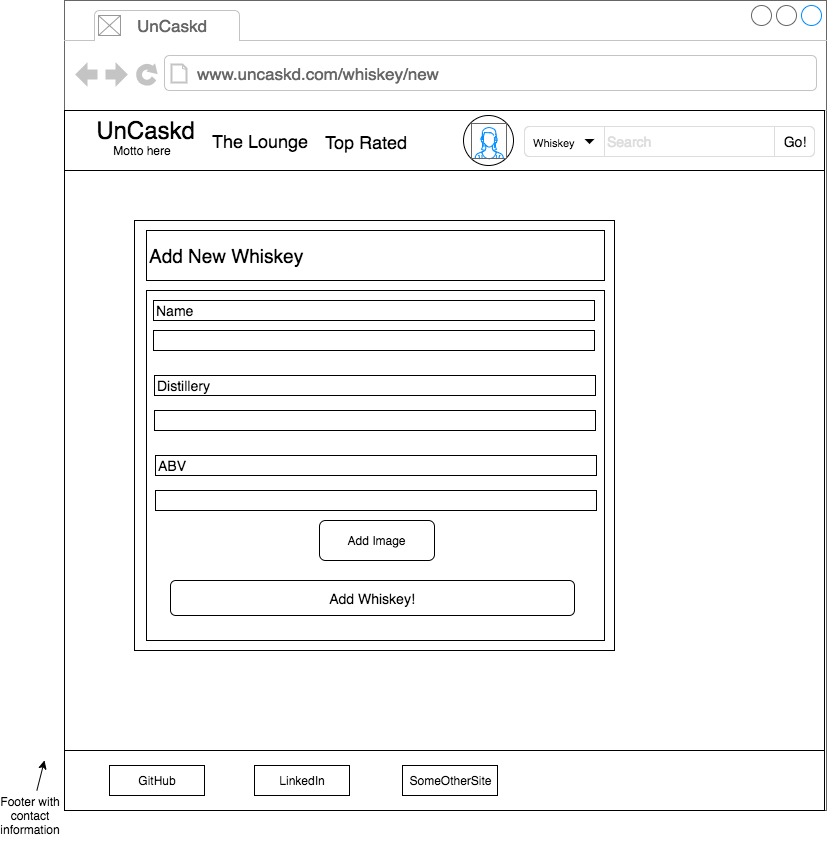 UnCaskd
www.uncaskd.com/whiskey/new
UnCaskd
Motto here
The Lounge
Top Rated
Whiskey
Search
Go!
Add New Whiskey
Name
Distillery
ABV
Add Image
Add Whiskey!
GitHub
LinkedIn
SomeOtherSite
Footer with
contact
information